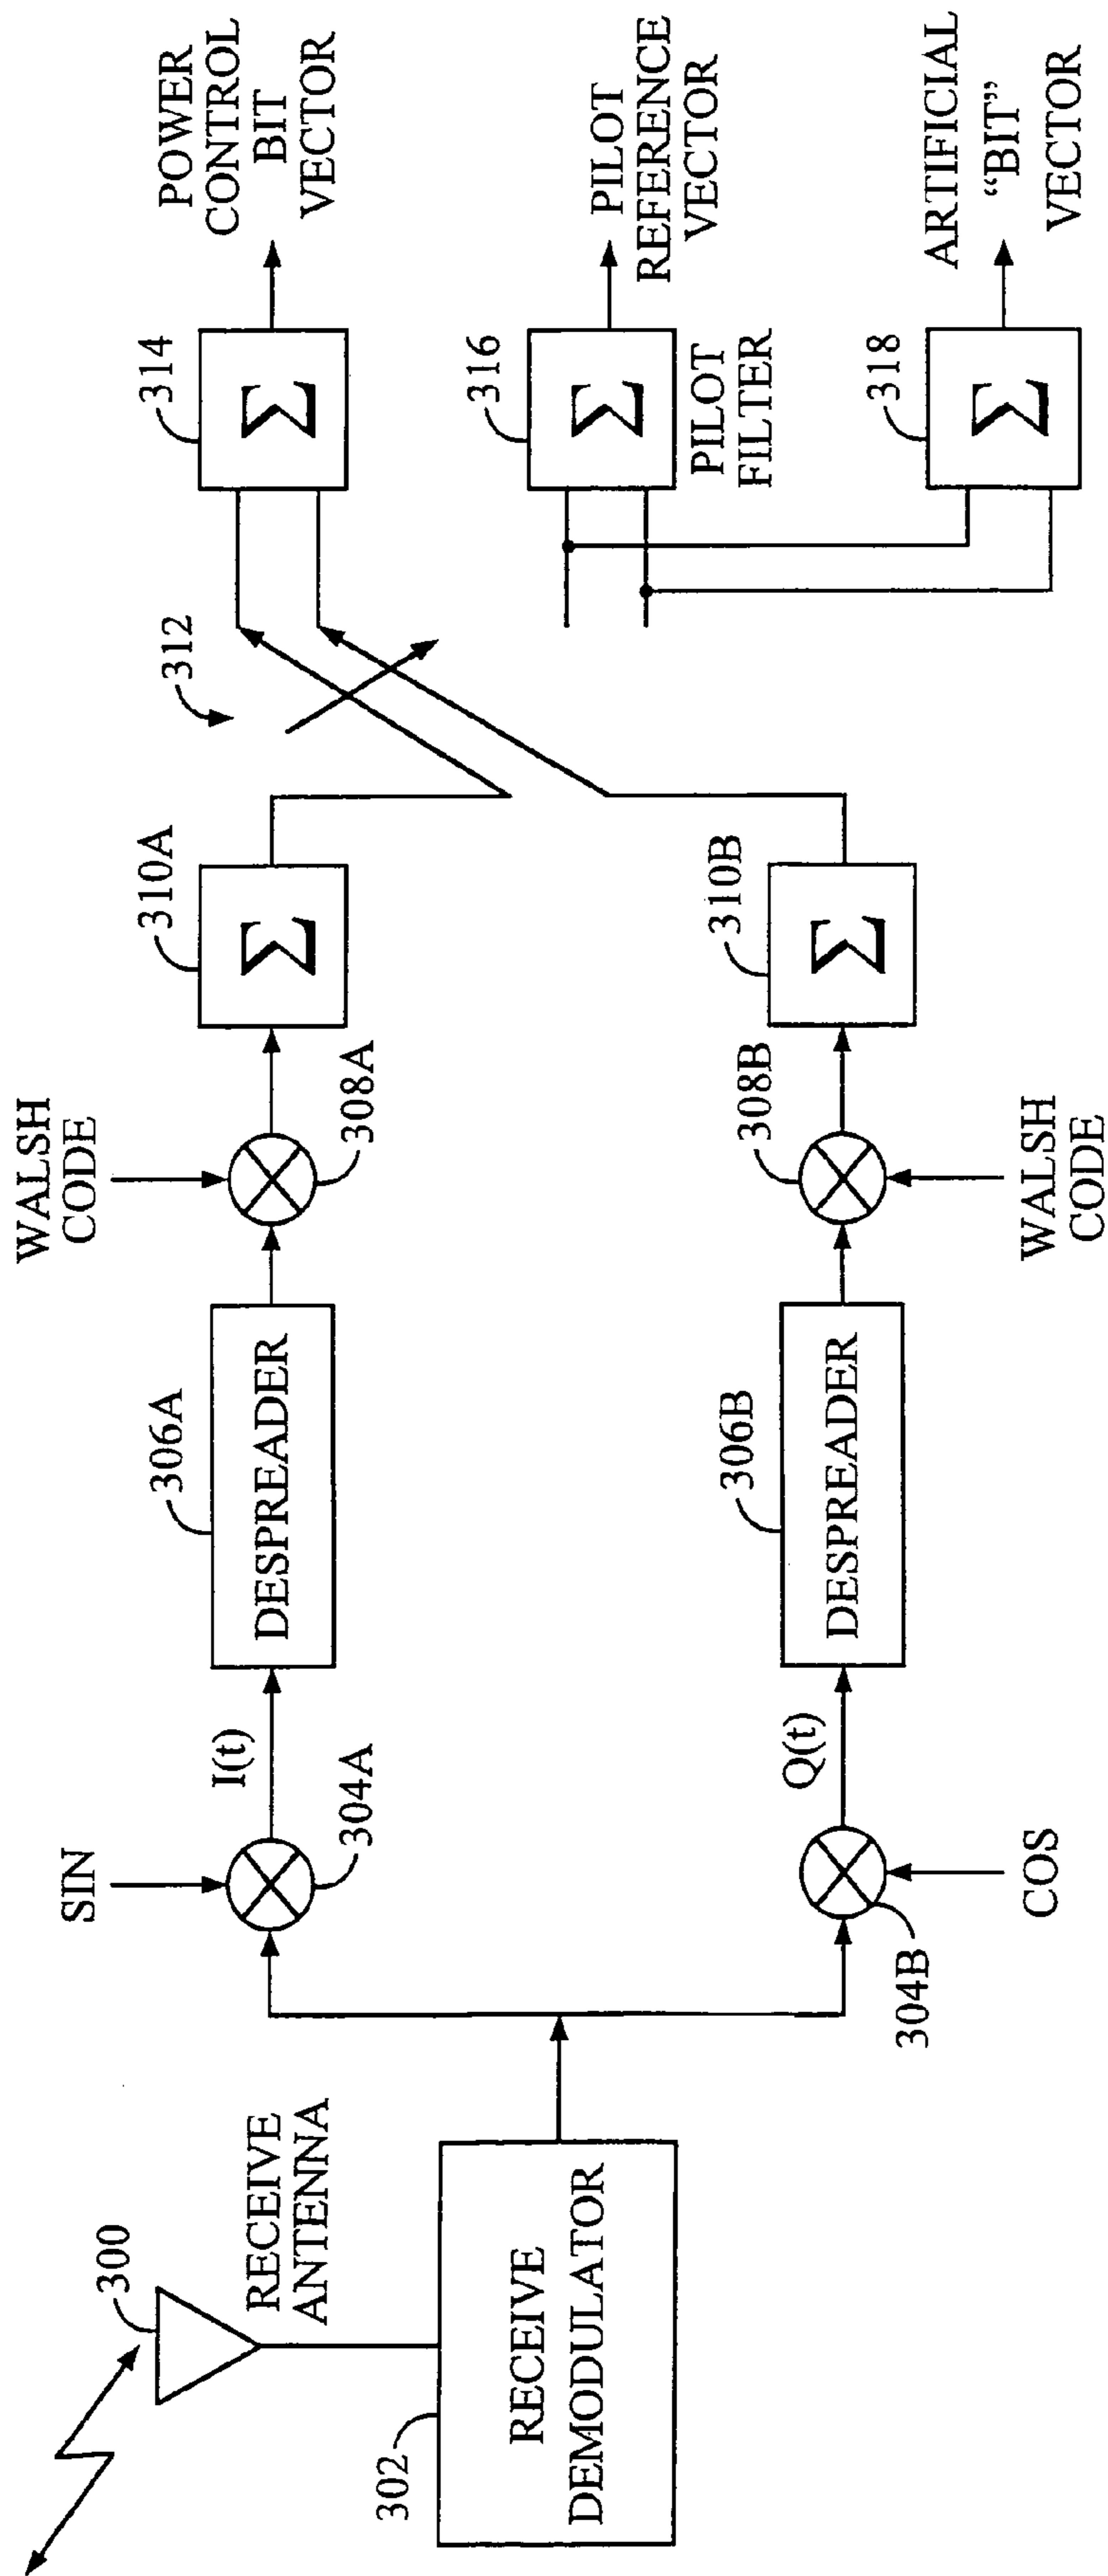 300
RECEIVE
ANTENNA
302
RECEIVE
DEMODULATOR
SIN
304A
I(t)
306A
DESPREADER
WALSH
CODE
308A
310A
Σ
312
314
Σ
POWER
CONTROL
BIT
VECTOR
316
Σ
PILOT
FILTER
PILOT
REFERENCE
VECTOR
318
Σ
ARTIFICIAL
“BIT”
VECTOR
304B
COS
Q(t)
306B
DESPREADER
308B
WALSH
CODE
310B
Σ